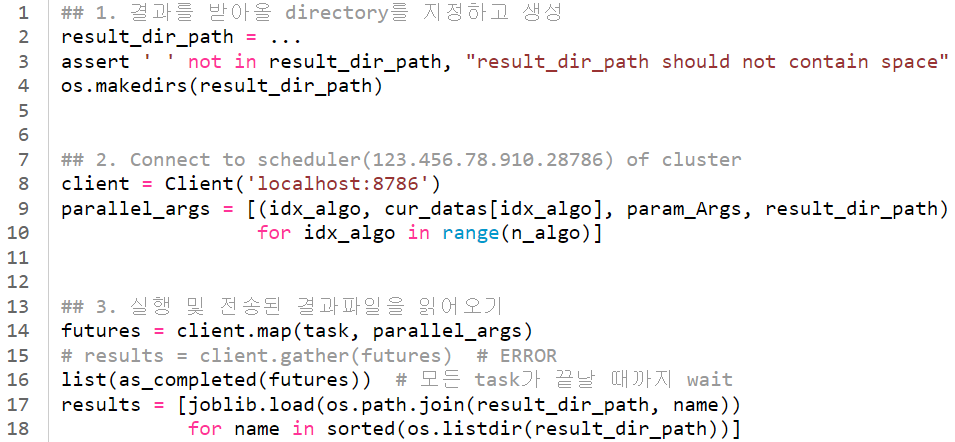 1 ## 1. 결과를 받아올 directory를 지정하고 생성
2 result_dir_path = ...
3 assert ' ' not in result_dir_path, "result_dir_path should not contain space"
4 os.makedirs(result_dir_path)
5
6
7 ## 2. Connect to scheduler(123.456.78.910.28786) of cluster
8 client = Client('localhost:8786')
9 parallel_args = [(idx_algo, cur_datas[idx_algo], param_Args, result_dir_path)
10 for idx_algo in range(n_algo)]
11
12
13 ## 3. 실행 및 전송된 결과파일을 읽어오기
14 futures = client.map(task, parallel_args)
15 # results = client.gather(futures)  # ERROR
16 list(as_completed(futures))  # 모든 task가 끝날 때까지 wait
17 results = [joblib.load(os.path.join(result_dir_path, name))
18 for name in sorted(os.listdir(result_dir_path))]